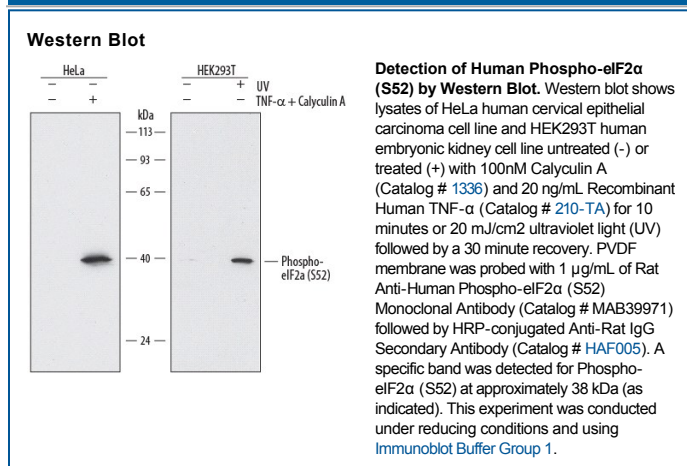 Western Blot
HeLa
HEK293T
− − − + UV
− + − − TNF-α + Calyculin A
kDa
113
93
65
40
24
Phospho-
eIF2a (S52)
Detection of Human Phospho-eIF2α
(S52) by Western Blot. Western blot shows
lysates of HeLa human cervical epithelial
carcinoma cell line and HEK293T human
embryonic kidney cell line untreated (-) or
treated (+) with 100nM Calyculin A
(Catalog # 1336) and 20 ng/mL Recombinant
Human TNF-α (Catalog # 210-TA) for 10
minutes or 20 mJ/cm2 ultraviolet light (UV)
followed by a 30 minute recovery. PVDF
membrane was probed with 1 μg/mL of Rat
Anti-Human Phospho-eIF2α (S52)
Monoclonal Antibody (Catalog # MAB39971)
followed by HRP-conjugated Anti-Rat IgG
Secondary Antibody (Catalog # HAF005). A
specific band was detected for Phospho-
eIF2α (S52) at approximately 38 kDa (as
indicated). This experiment was conducted
under reducing conditions and using
Immunoblot Buffer Group 1.